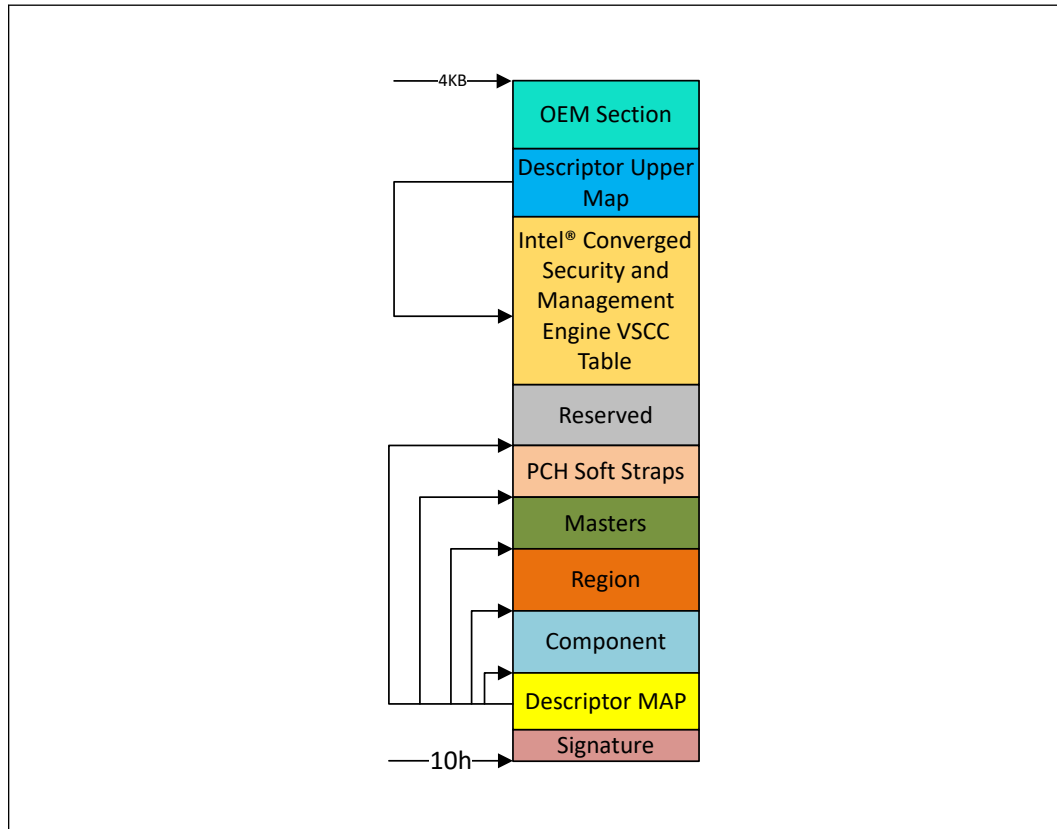 4KB
OEM Section
Descriptor Upper
Map
Intel® Converged
Security and
Management
Engine VSCC
Table
Reserved
PCH Soft Straps
Masters
Region
Component
Descriptor MAP
Signature
10h